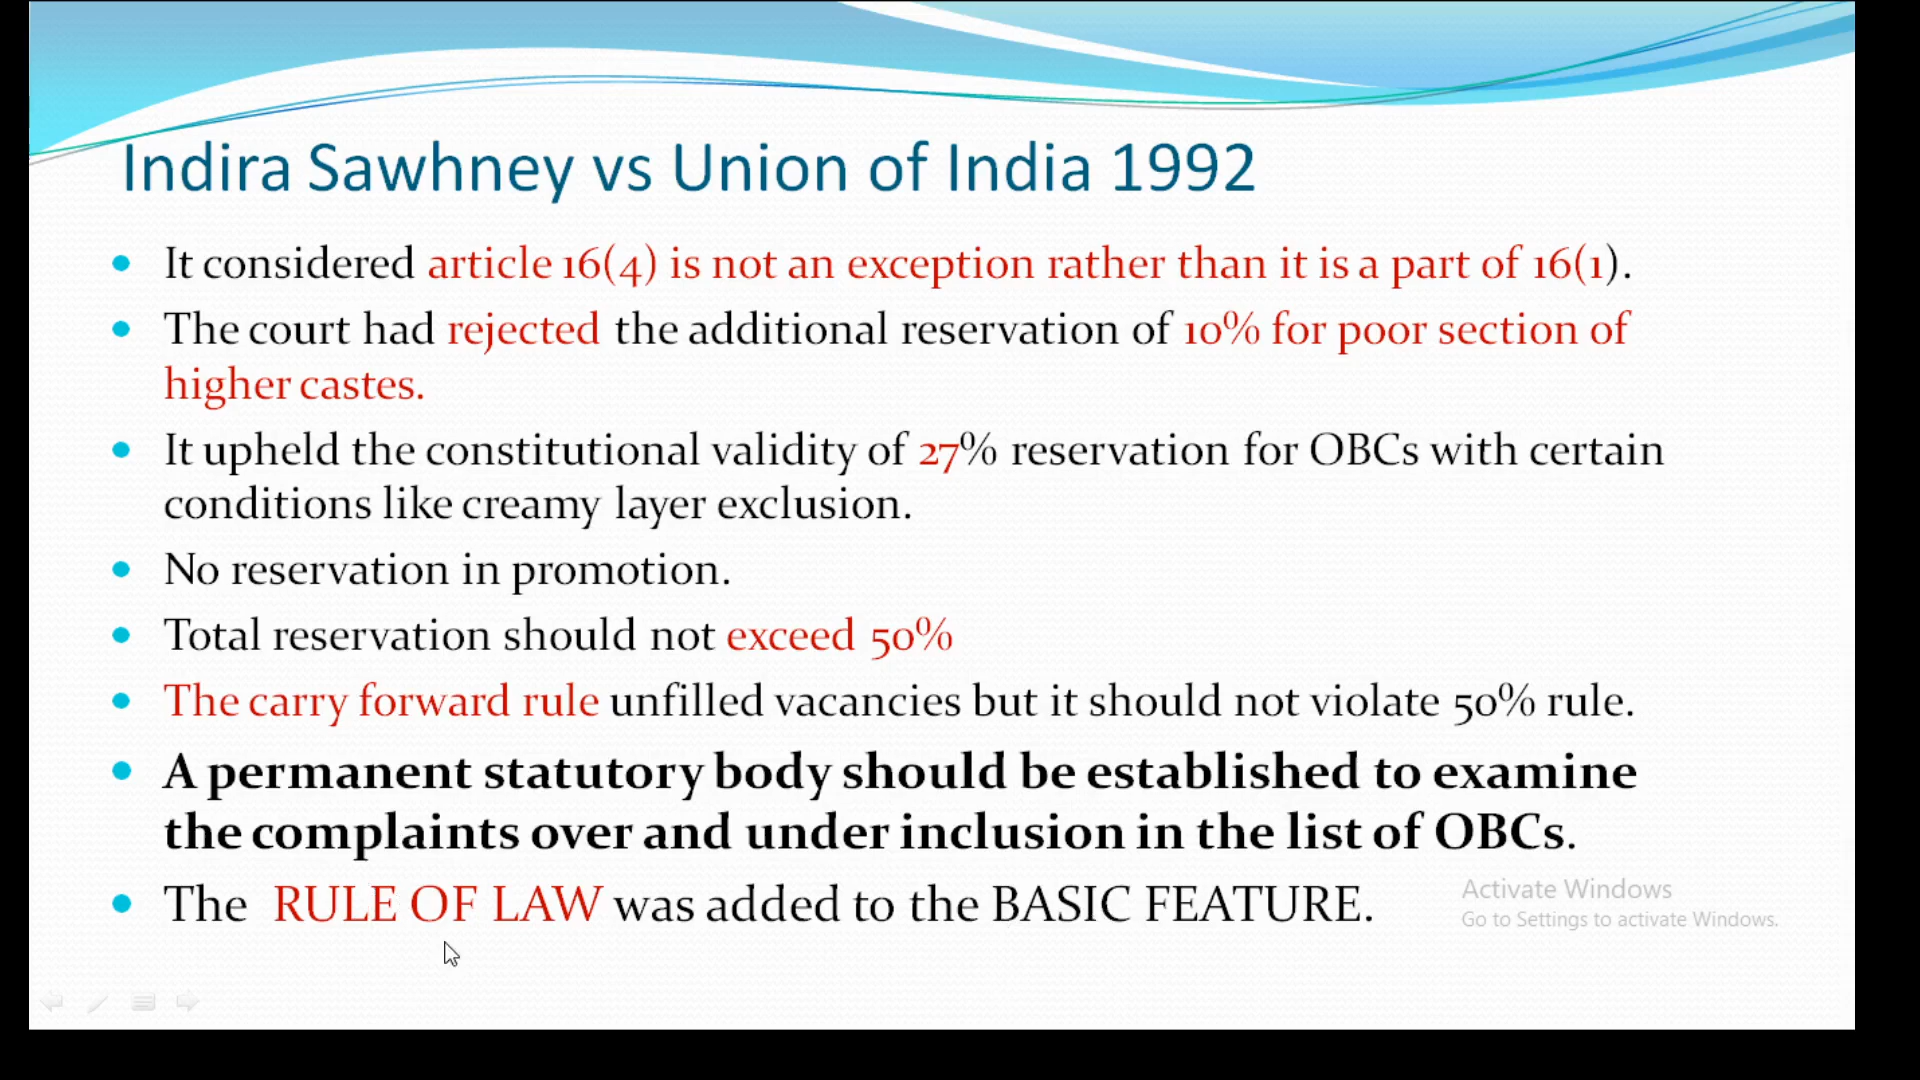 Indira Sawhney vs Union of India 1992
It considered article 16(4) is not an exception rather than it is a part of 16(1).
The court had rejected the additional reservation of 10% for poor section of
higher castes.
It upheld the constitutional validity of 27% reservation for OBCs with certain
conditions like creamy layer exclusion.
No reservation in promotion.
Total reservation should not exceed 50%
The carry forward rule unfilled vacancies but it should not violate 50% rule.
A permanent statutory body should be established to examine
the complaints over and under inclusion in the list of OBCs.
The RULE OF LAW was added to the BASIC FEATURE.
Activate Windows
Go to Settings to activate Windows.